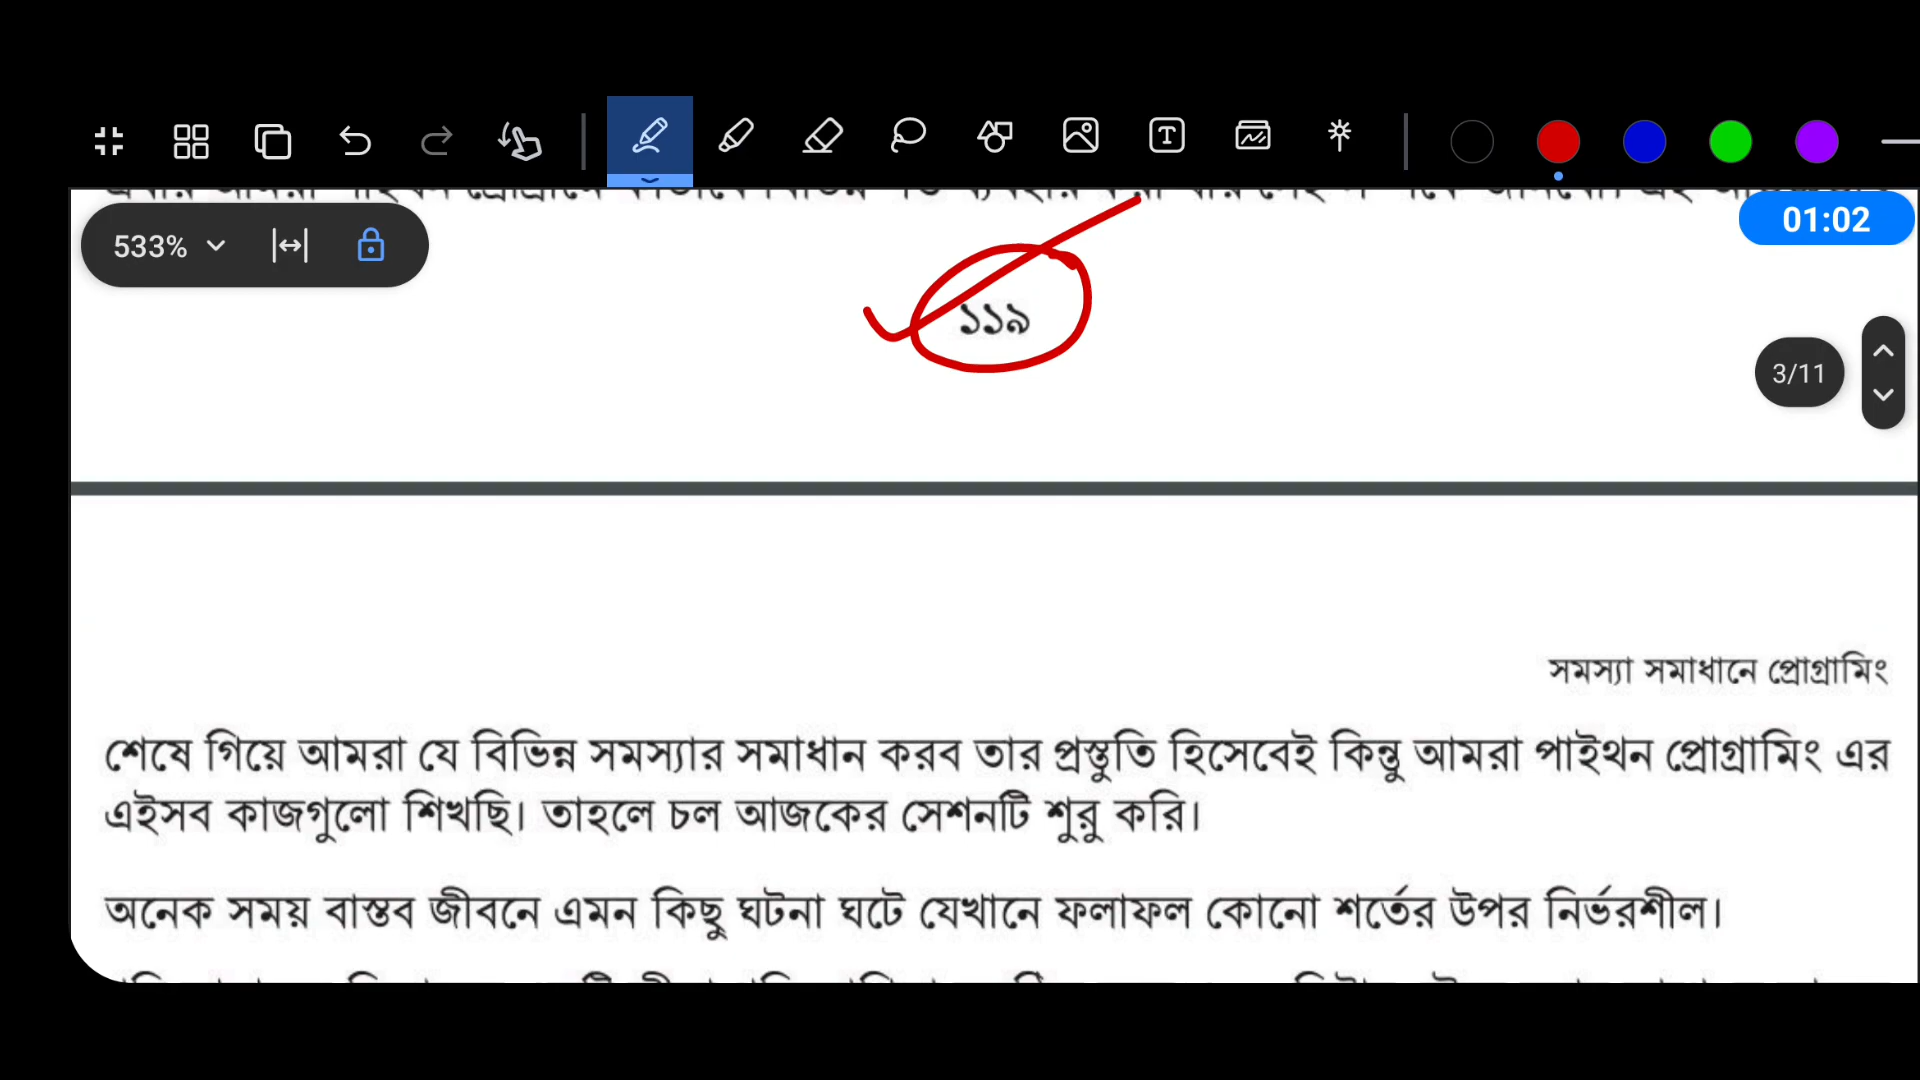 533%
01:02
১১৯
3/11
সমস্যা সমাধানে প্রোগ্রামিং
শেষে গিয়ে আমরা যে বিভিন্ন সমস্যার সমাধান করব তার প্রস্তুতি হিসেবেই কিন্তু আমরা পাইথন প্রোগ্রামিং এর
এইসব কাজগুলো শিখছি। তাহলে চল আজকের সেশনটি শুরু করি।
অনেক সময় বাস্তব জীবনে এমন কিছু ঘটনা ঘটে যেখানে ফলাফল কোনো শর্তের উপর নির্ভরশীল।